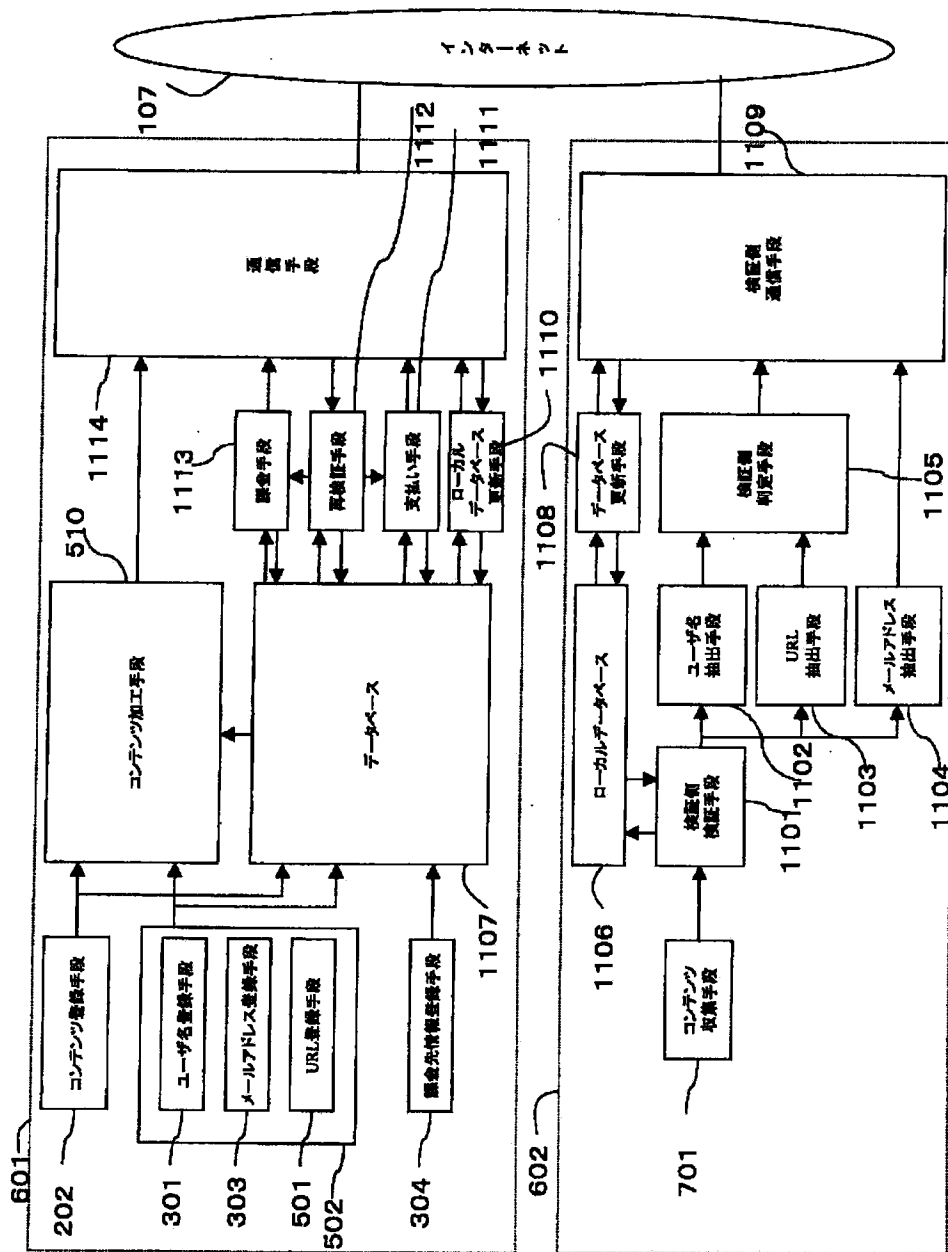 601
202
コンテンツ登録手段
301
ユーザ名登録手段
303
メールアドレス登録手段
501
URL登録手段
502
304
課金先情報登録手段
510
コンテンツ加工手段
データベース
1107
1113
課金手段
再検証手段
1112
支払い手段
1111
ローカル
データベース
更新手段
1110
1114
通信
手段
107
インターネット
602
701
コンテンツ
収集手段
1106
ローカルデータベース
検証側
検証手段
1101
ユーザ名
抽出手段
1102
URL
抽出手段
1103
メールアドレス
抽出手段
1104
1108
データベース
更新手段
検証側
判定手段
1105
検証側
通信手段
1109